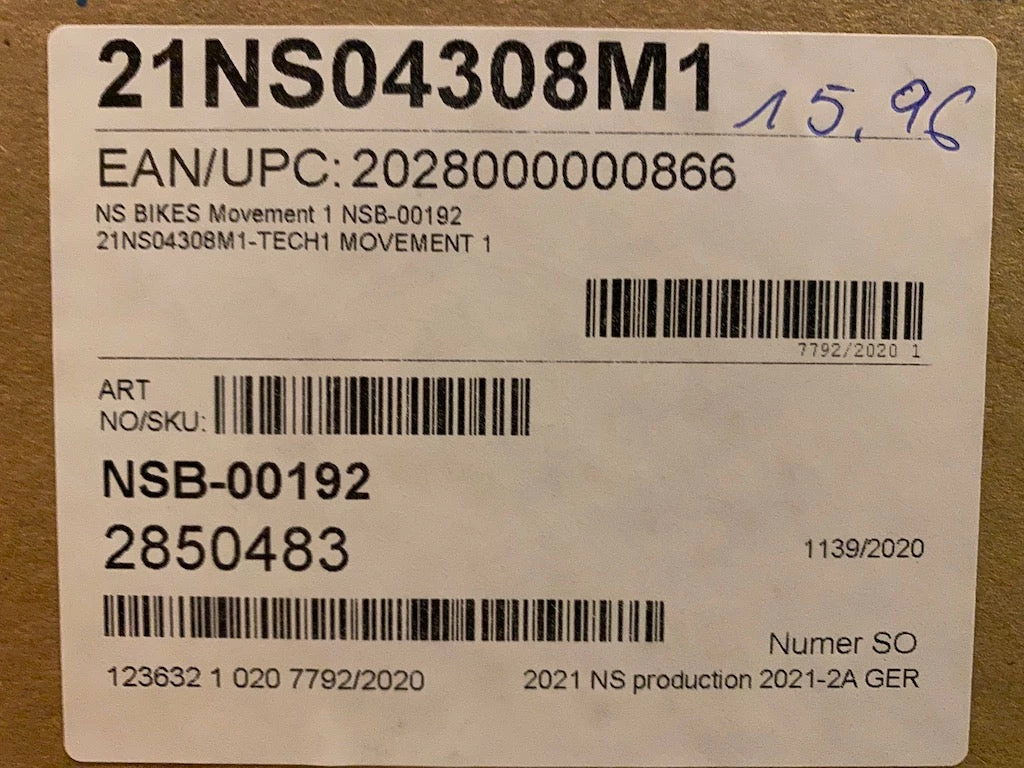 21NS04308M1
15,96
EAN/UPC: 2028000000866
NS BIKES Movement 1 NSB-00192
21NS04308M1-TECH1 MOVEMENT 1
7792/2020 1
ART
NO/SKU:
NSB-00192
2850483
1139/2020
Numer SO
123632 1 020 7792/2020
2021 NS production 2021-2A GER